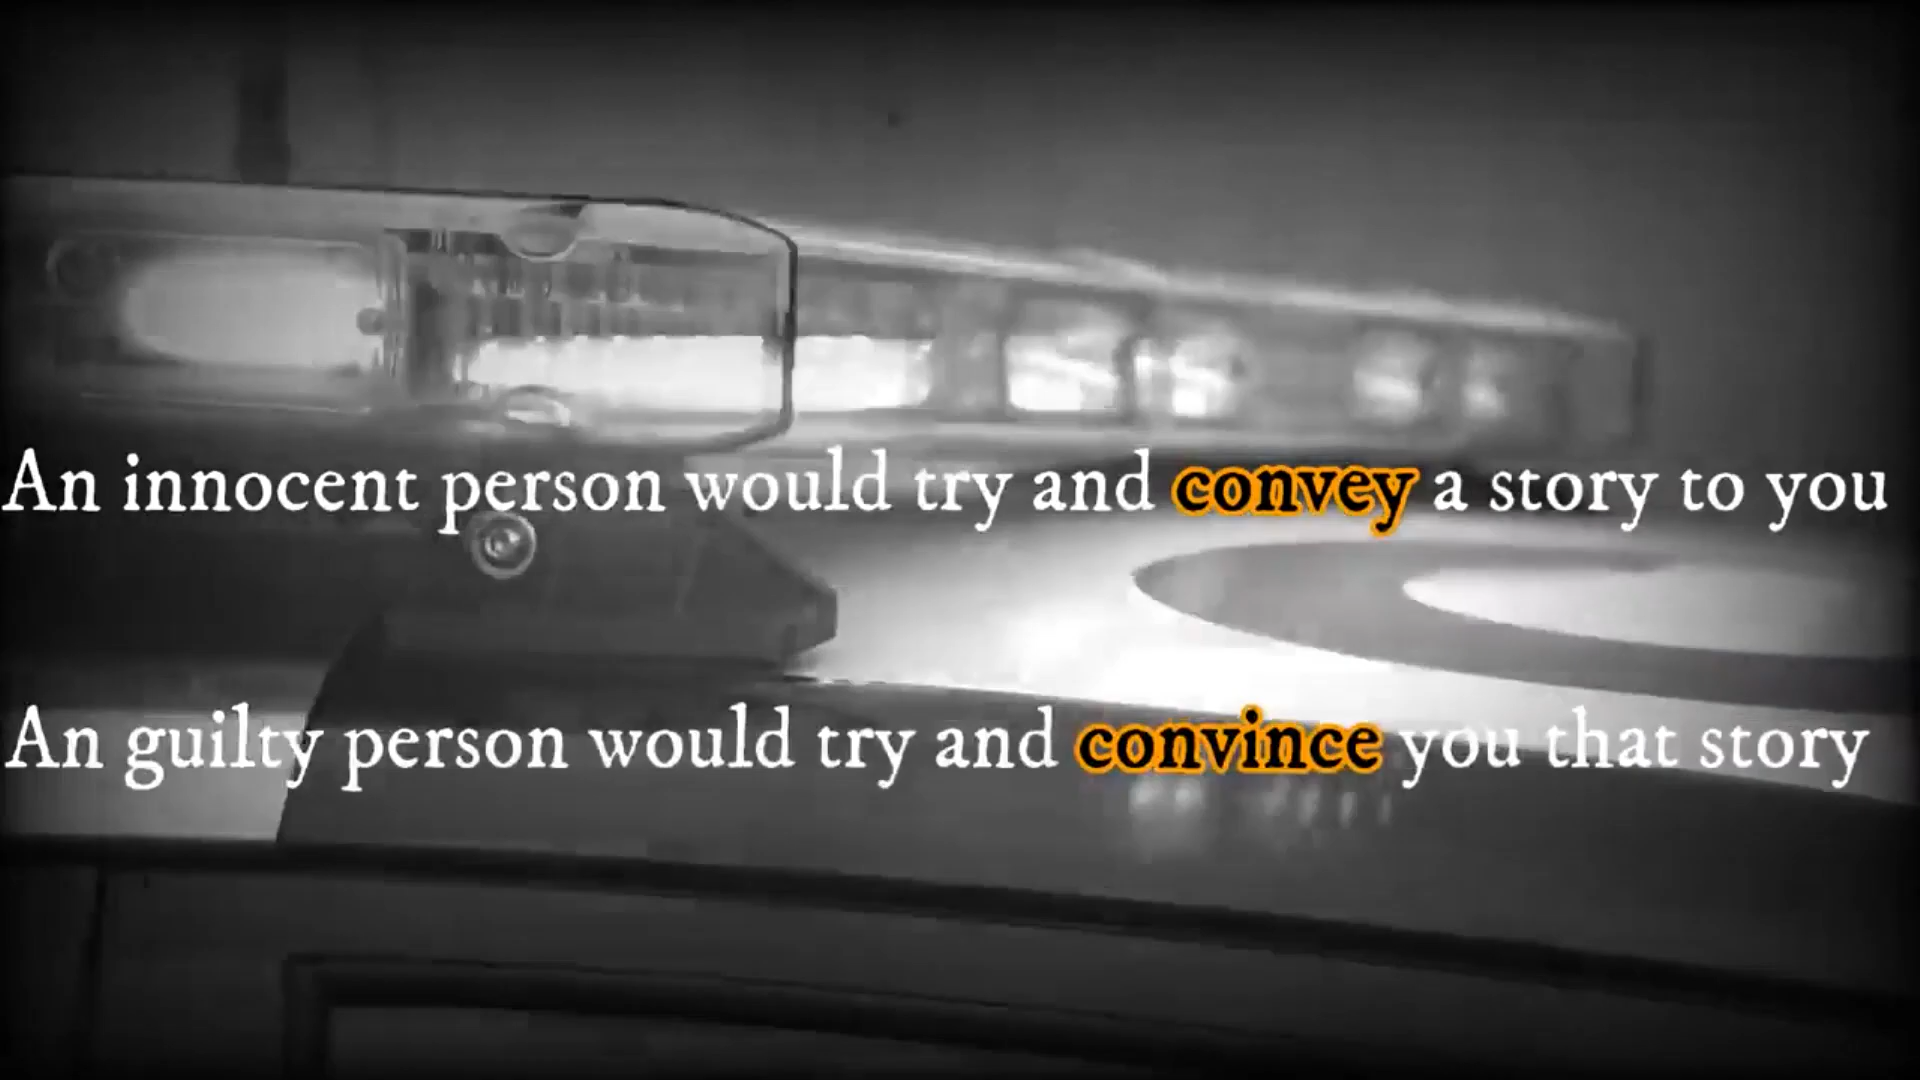 An innocent person would try and convey a story to you
An guilty person would try and convince you that story